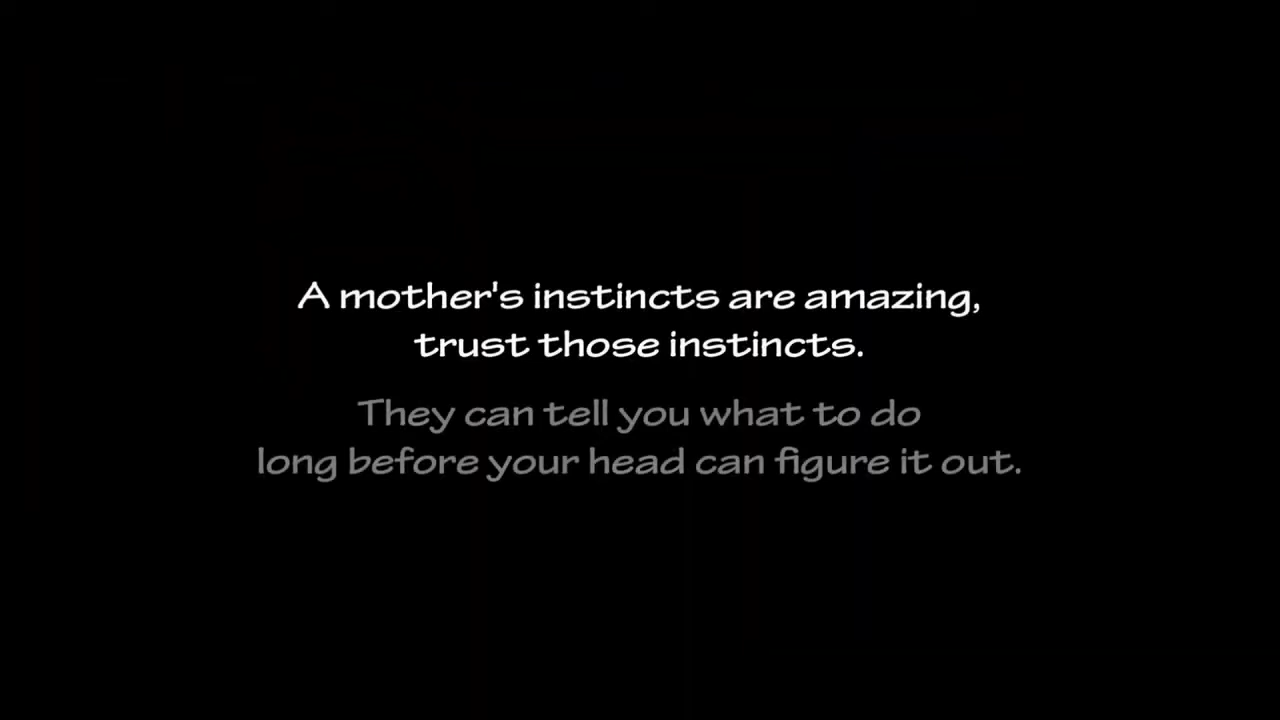 A mother's instincts are amazing,
trust those instincts.
They can tell you what to do
long before your head can figure it out.